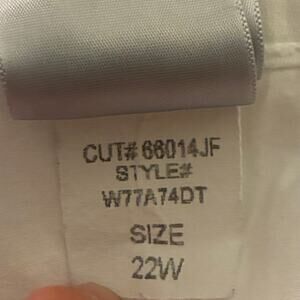 CUT# 66014JF
STYLE#
W77A74DT
SIZE
22W